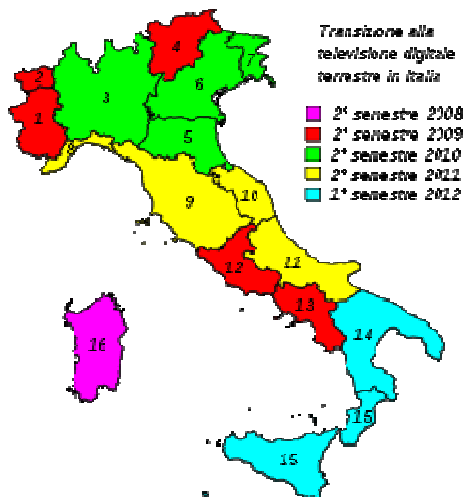 Transizione alla
televisione digitale
terrestre in Italia
2° semestre 2008
2° semestre 2009
2° semestre 2010
2° semestre 2011
1° semestre 2012
4
2
7
3
6
1
5
8
9
10
11
12
13
14
16
15
15